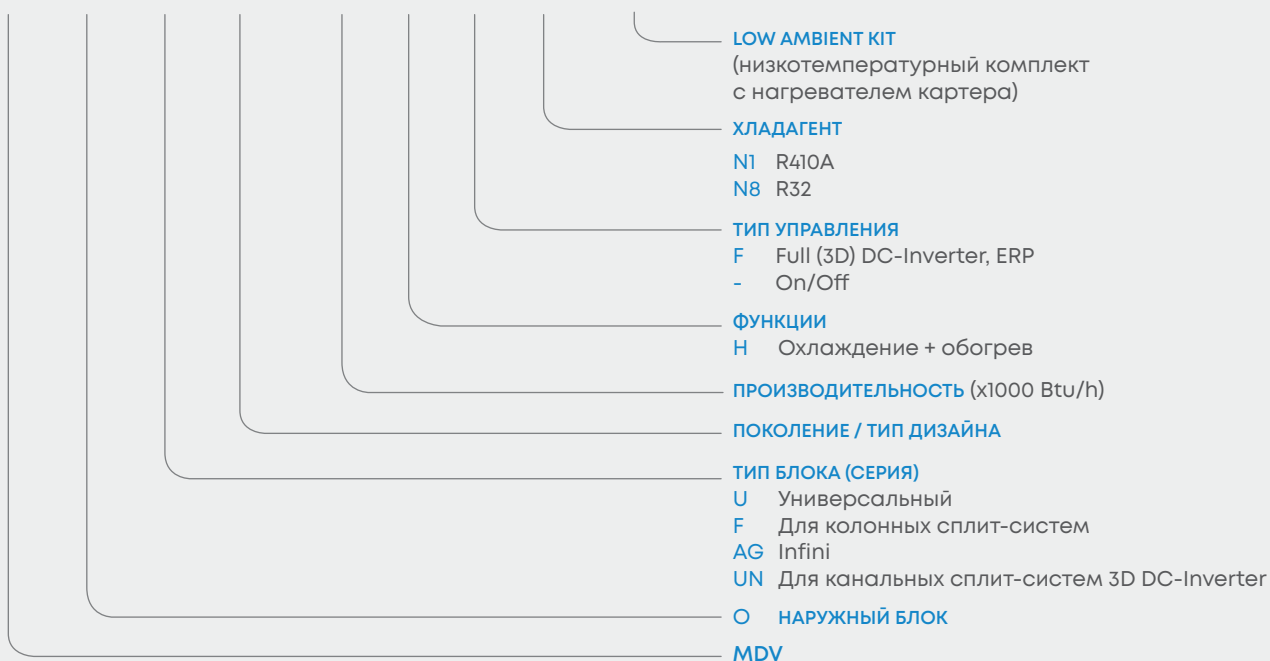 LOW AMBIENT KIT
(низкотемпературный комплект
с нагревателем картера)
ХЛАДАГЕНТ
N1 R410A
N8 R32
ТИП УПРАВЛЕНИЯ
F Full (3D) DC-Inverter, ERP
- On/Off
ФУНКЦИИ
H Охлаждение + обогрев
ПРОИЗВОДИТЕЛЬНОСТЬ (x1000 Btu/h)
ПОКОЛЕНИЕ / ТИП ДИЗАЙНА
ТИП БЛОКА (СЕРИЯ)
U Универсальный
F Для колонных сплит-систем
AG Infini
UN Для канальных сплит-систем 3D DC-Inverter
O НАРУЖНЫЙ БЛОК
MDV